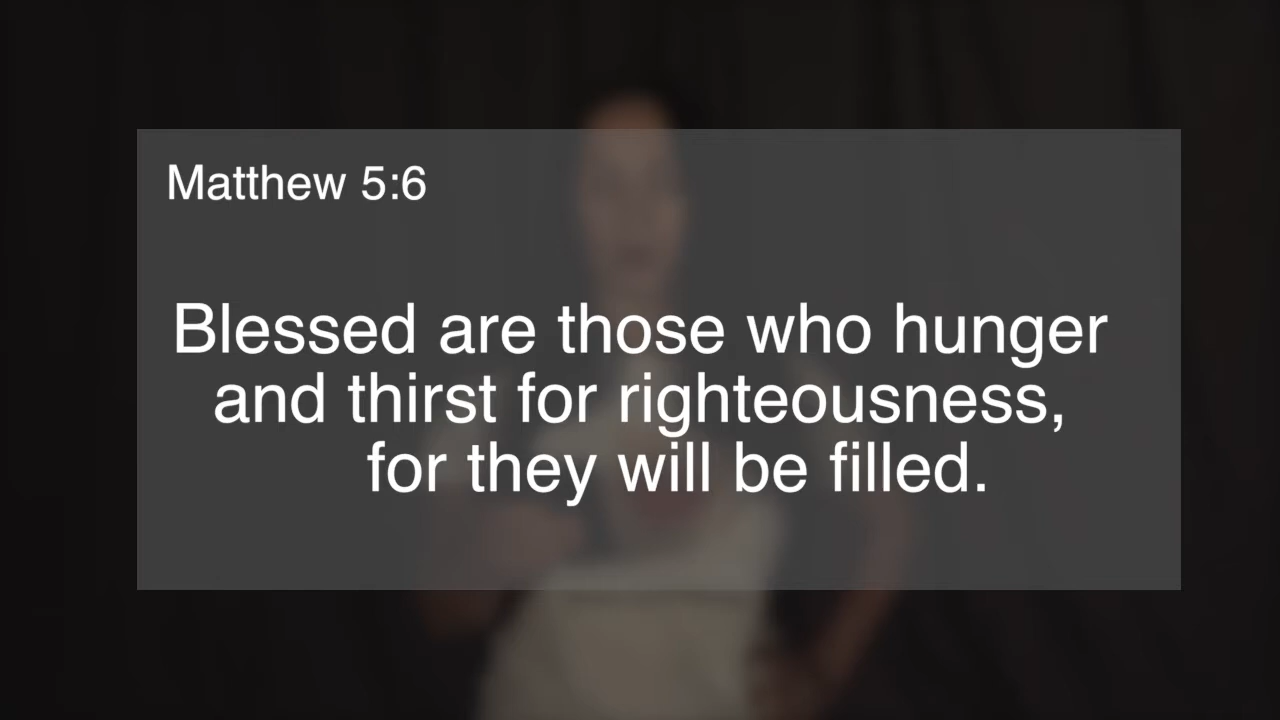 Matthew 5:6
Blessed are those who hunger
and thirst for righteousness,
for they will be filled.